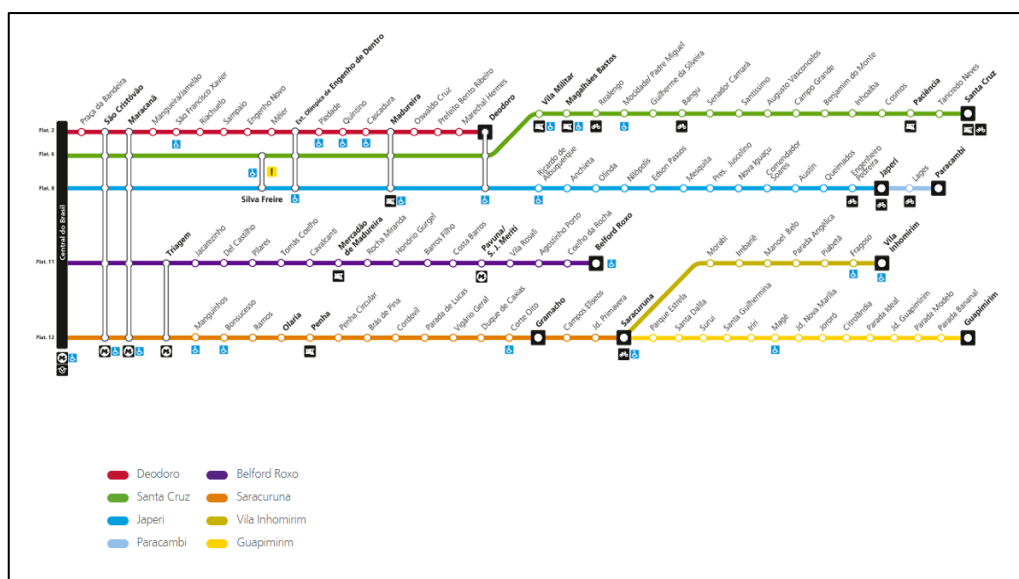 Praça da Bandeira
São Cristóvão
Maracanã
Mangueira/Jamelão
São Francisco Xavier
Riachuelo
Sampaio
Engenho Novo
Méier
Est. Olímpica de Engenho de Dentro
Piedade
Quintino
Cascadura
Madureira
Oswaldo Cruz
Prefeito Bento Ribeiro
Marechal Hermes
Deodoro
Vila Militar
Magalhães Bastos
Realengo
Mocidade/ Padre Miguel
Guilherme da Silveira
Bangu
Senador Camará
Santíssimo
Augusto Vasconcelos
Campo Grande
Benjamim do Monte
Inhoaíba
Cosmos
Paciência
Tancredo Neves
Santa Cruz
Plat. 2
Plat. 6
Plat. 8
Silva Freire
Ricardo de
Albuquerque
Anchieta
Olinda
Nilópolis
Edson Passos
Mesquita
Pres. Juscelino
Nova Iguaçu
Comendador
Soares
Austin
Queimados
Engenheiro
Pedreira
Japeri
Lages
Paracambi
Central do Brasil
Plat. 11
Triagem
Jacarezinho
Del Castilho
Pilares
Tomás Coelho
Cavalcanti
Mercadão
de Madureira
Rocha Miranda
Honório Gurgel
Barros Filho
Costa Barros
Pavuna/
S. J. Meriti
Vila Rosali
Agostinho Porto
Coelho da Rocha
Belford Roxo
Morabi
Imbariê
Manoel Belo
Parada Angélica
Piabetá
Fragoso
Vila
Inhomirim
Plat. 12
Manguinhos
Bonsucesso
Ramos
Olaria
Penha
Penha Circular
Brás de Pina
Cordovil
Parada de Lucas
Vigário Geral
Duque de Caxias
Corte Oito
Gramacho
Campos Elíseos
Jd. Primavera
Saracuruna
Parque Estrela
Santa Dalila
Suruí
Santa Guilhermina
Iriri
Magé
Jd. Nova Marília
Jororó
Citrolândia
Parada Ideal
Jd. Guapimirim
Parada Modelo
Parada Bananal
Guapimirim
Deodoro
Belford Roxo
Santa Cruz
Saracuruna
Japeri
Vila Inhomirim
Paracambi
Guapimirim